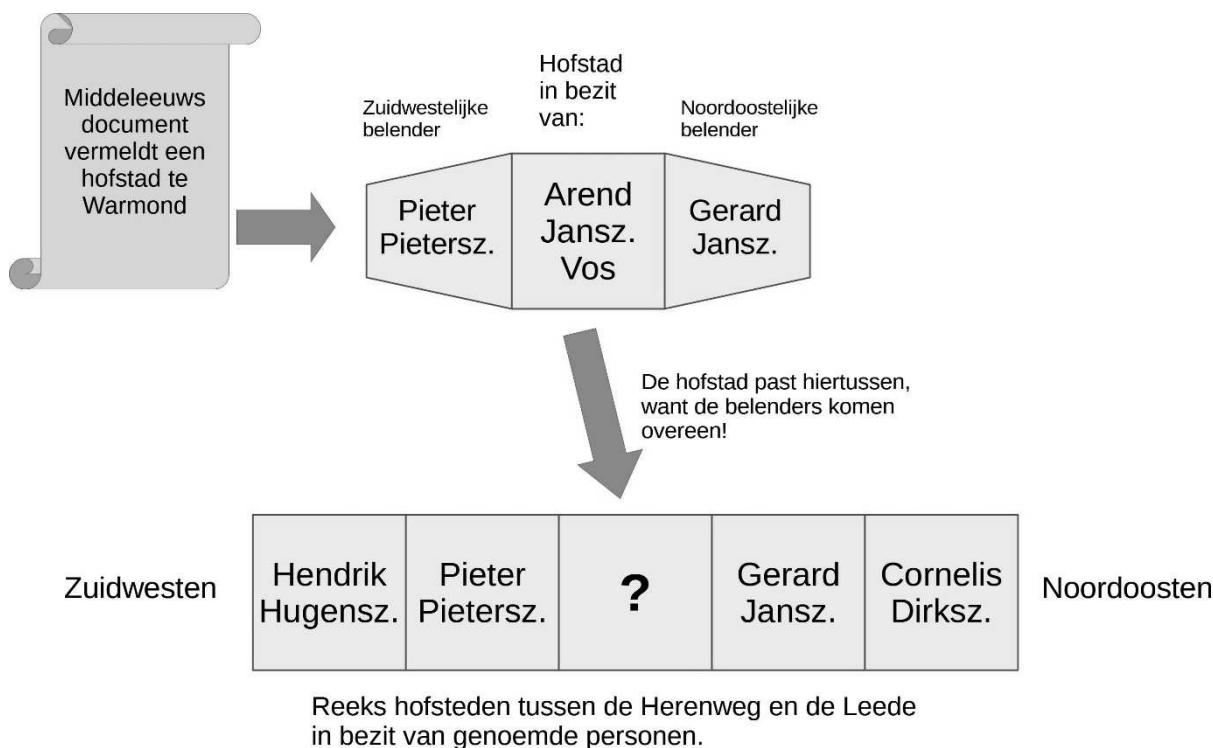 Middeleeuws
document
vermeldt een
hofstad te
Warmond
Hofstad
in bezit
van:
Zuidwestelijke
belender
Noordoostelijke
belender
Pieter
Pietersz.
Arend
Jansz.
Vos
Gerard
Jansz.
De hofstad past hiertussen,
want de belenders komen
overeen!
Zuidwesten
Hendrik
Hugensz.
Pieter
Pietersz.
?
Gerard
Jansz.
Cornelis
Dirksz.
Noordoosten
Reeks hofsteden tussen de Herenweg en de Leede
in bezit van genoemde personen.